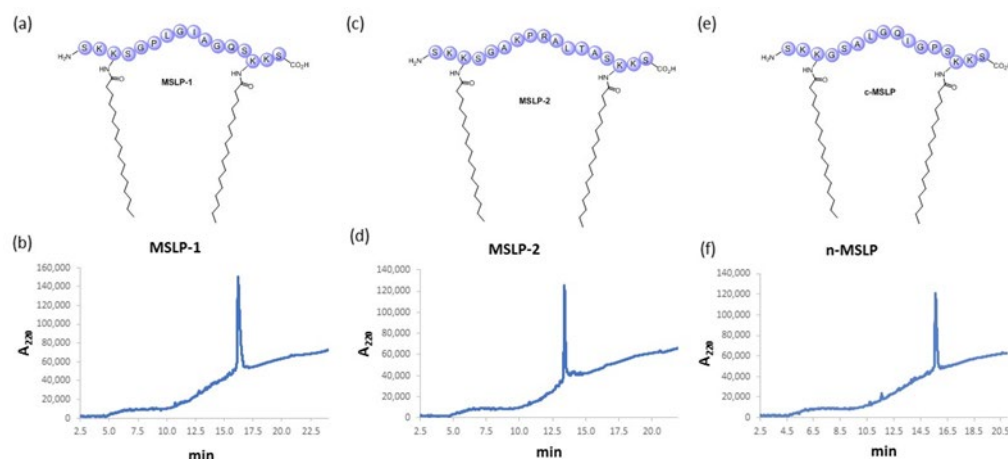 (a)
H₂N S K K S G P L G I A G Q S K K S CO₂H
HN O
HN O
MSLP-1
(c)
H₂N S K K S G A K P R A L T A S K K S CO₂H
HN O
HN O
MSLP-2
(e)
H₂N S K K G S A L G Q I G P S K K S CO₂H
HN O
HN O
c-MSLP
(b)
MSLP-1
A₂₂₀
160,000
140,000
120,000
100,000
80,000
60,000
40,000
20,000
0
2.5 5.0 7.5 10.0 12.5 15.0 17.5 20.0 22.5
min
(d)
MSLP-2
A₂₂₀
140,000
120,000
100,000
80,000
60,000
40,000
20,000
0
2.5 5.0 7.5 10.0 12.5 15.0 17.5 20.0
min
(f)
n-MSLP
A₂₂₀
140,000
120,000
100,000
80,000
60,000
40,000
20,000
0
2.5 4.5 6.5 8.5 10.5 12.5 14.5 16.5 18.5 20.5
min